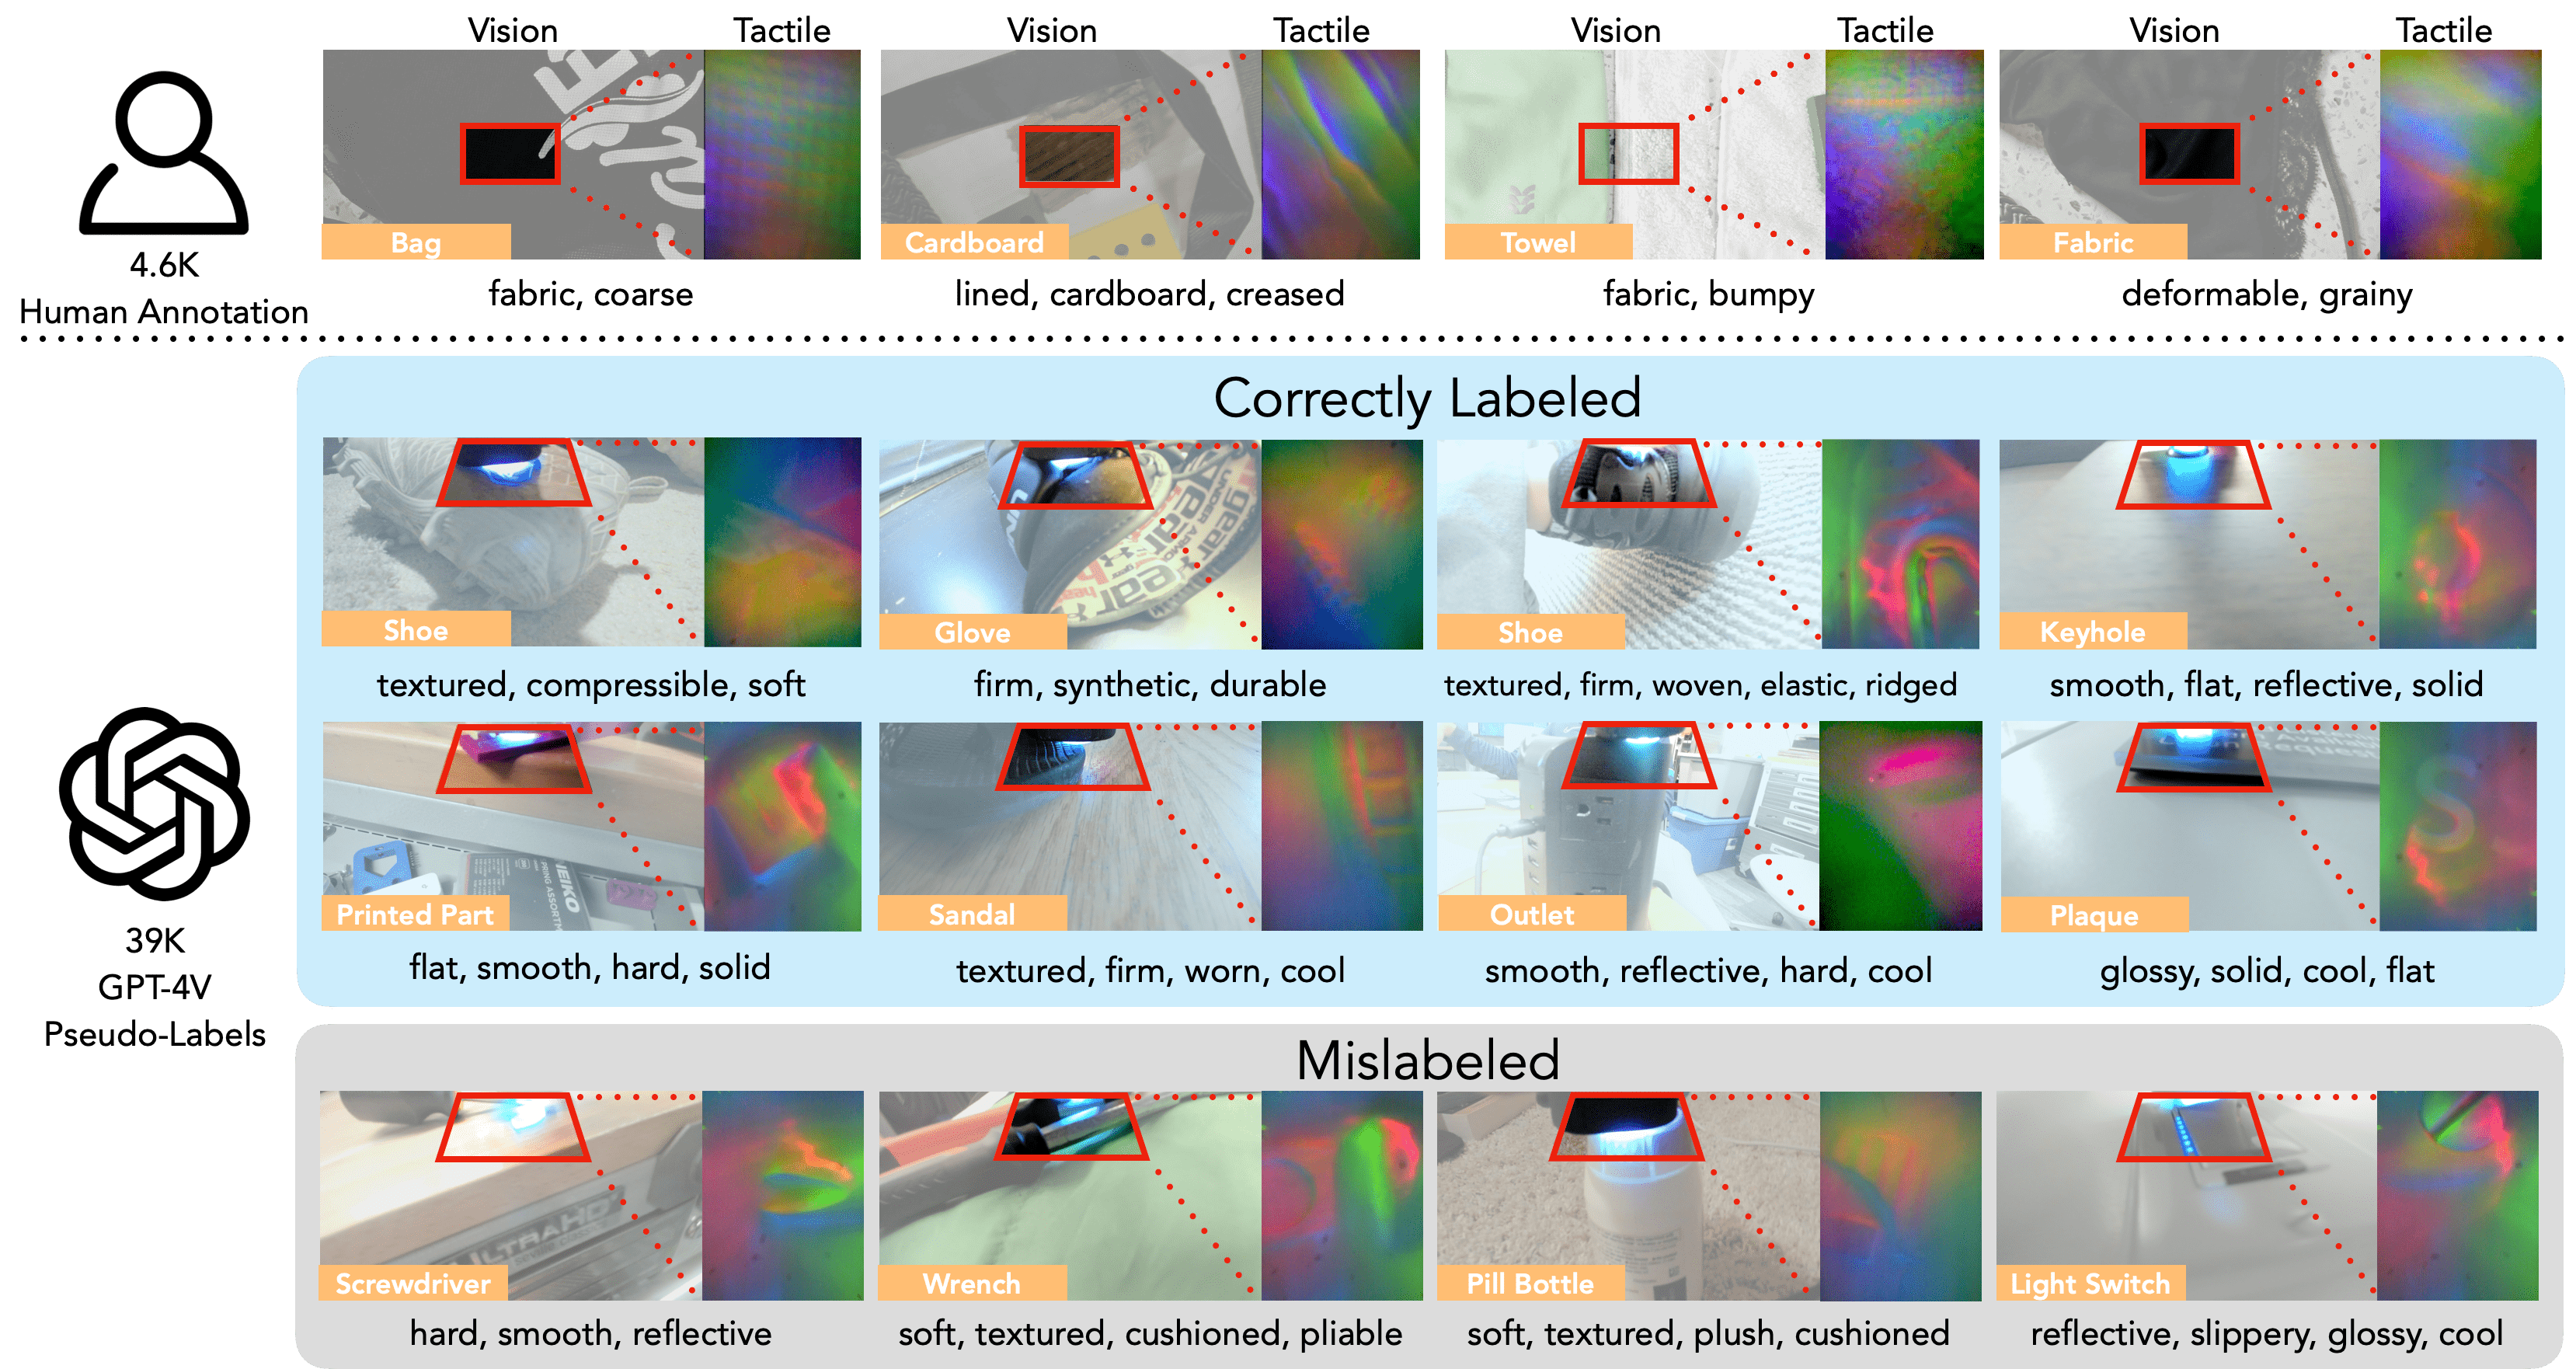 Vision Tactile Vision Tactile Vision Tactile Vision Tactile
Bag Cardboard Towel Fabric
4.6K
Human Annotation
fabric, coarse lined, cardboard, creased fabric, bumpy deformable, grainy
Correctly Labeled
Shoe Glove Shoe Keyhole
textured, compressible, soft firm, synthetic, durable textured, firm, woven, elastic, ridged smooth, flat, reflective, solid
NEIKO
Printed Part Sandal Outlet Plaque
flat, smooth, hard, solid textured, firm, worn, cool smooth, reflective, hard, cool glossy, solid, cool, flat
39K
GPT-4V
Pseudo-Labels
Mislabeled
ULTRAHD
Screwdriver Wrench Pill Bottle Light Switch
hard, smooth, reflective soft, textured, cushioned, pliable soft, textured, plush, cushioned reflective, slippery, glossy, cool